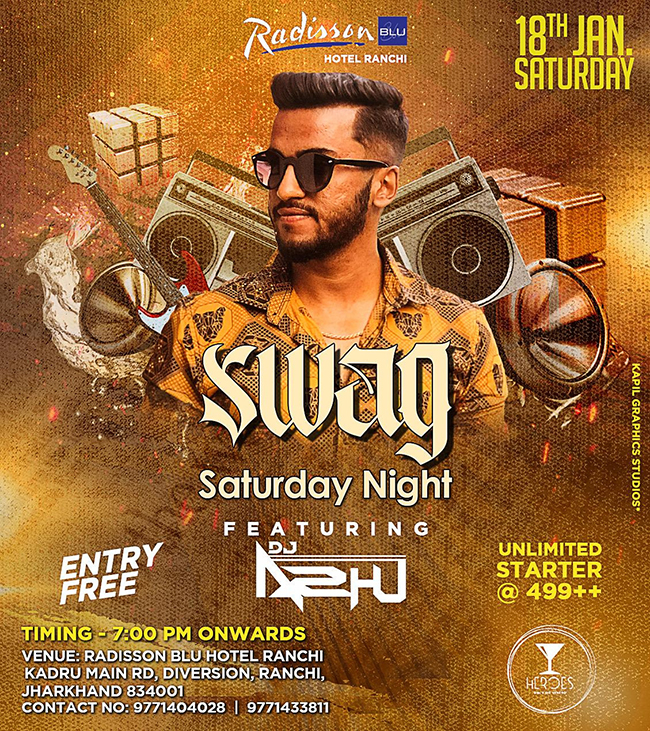 Radisson BLU
HOTEL RANCHI
18TH JAN.
SATURDAY
swag
Saturday Night
FEATURING
DJ
ENTRY
FREE
UNLIMITED
STARTER
@ 499++
TIMING - 7:00 PM ONWARDS
VENUE: RADISSON BLU HOTEL RANCHI
KADRU MAIN RD, DIVERSION, RANCHI,
JHARKHAND 834001
CONTACT NO: 9771404028 | 9771433811
HEROES
KAPIL GRAPHICS STUDIOS*